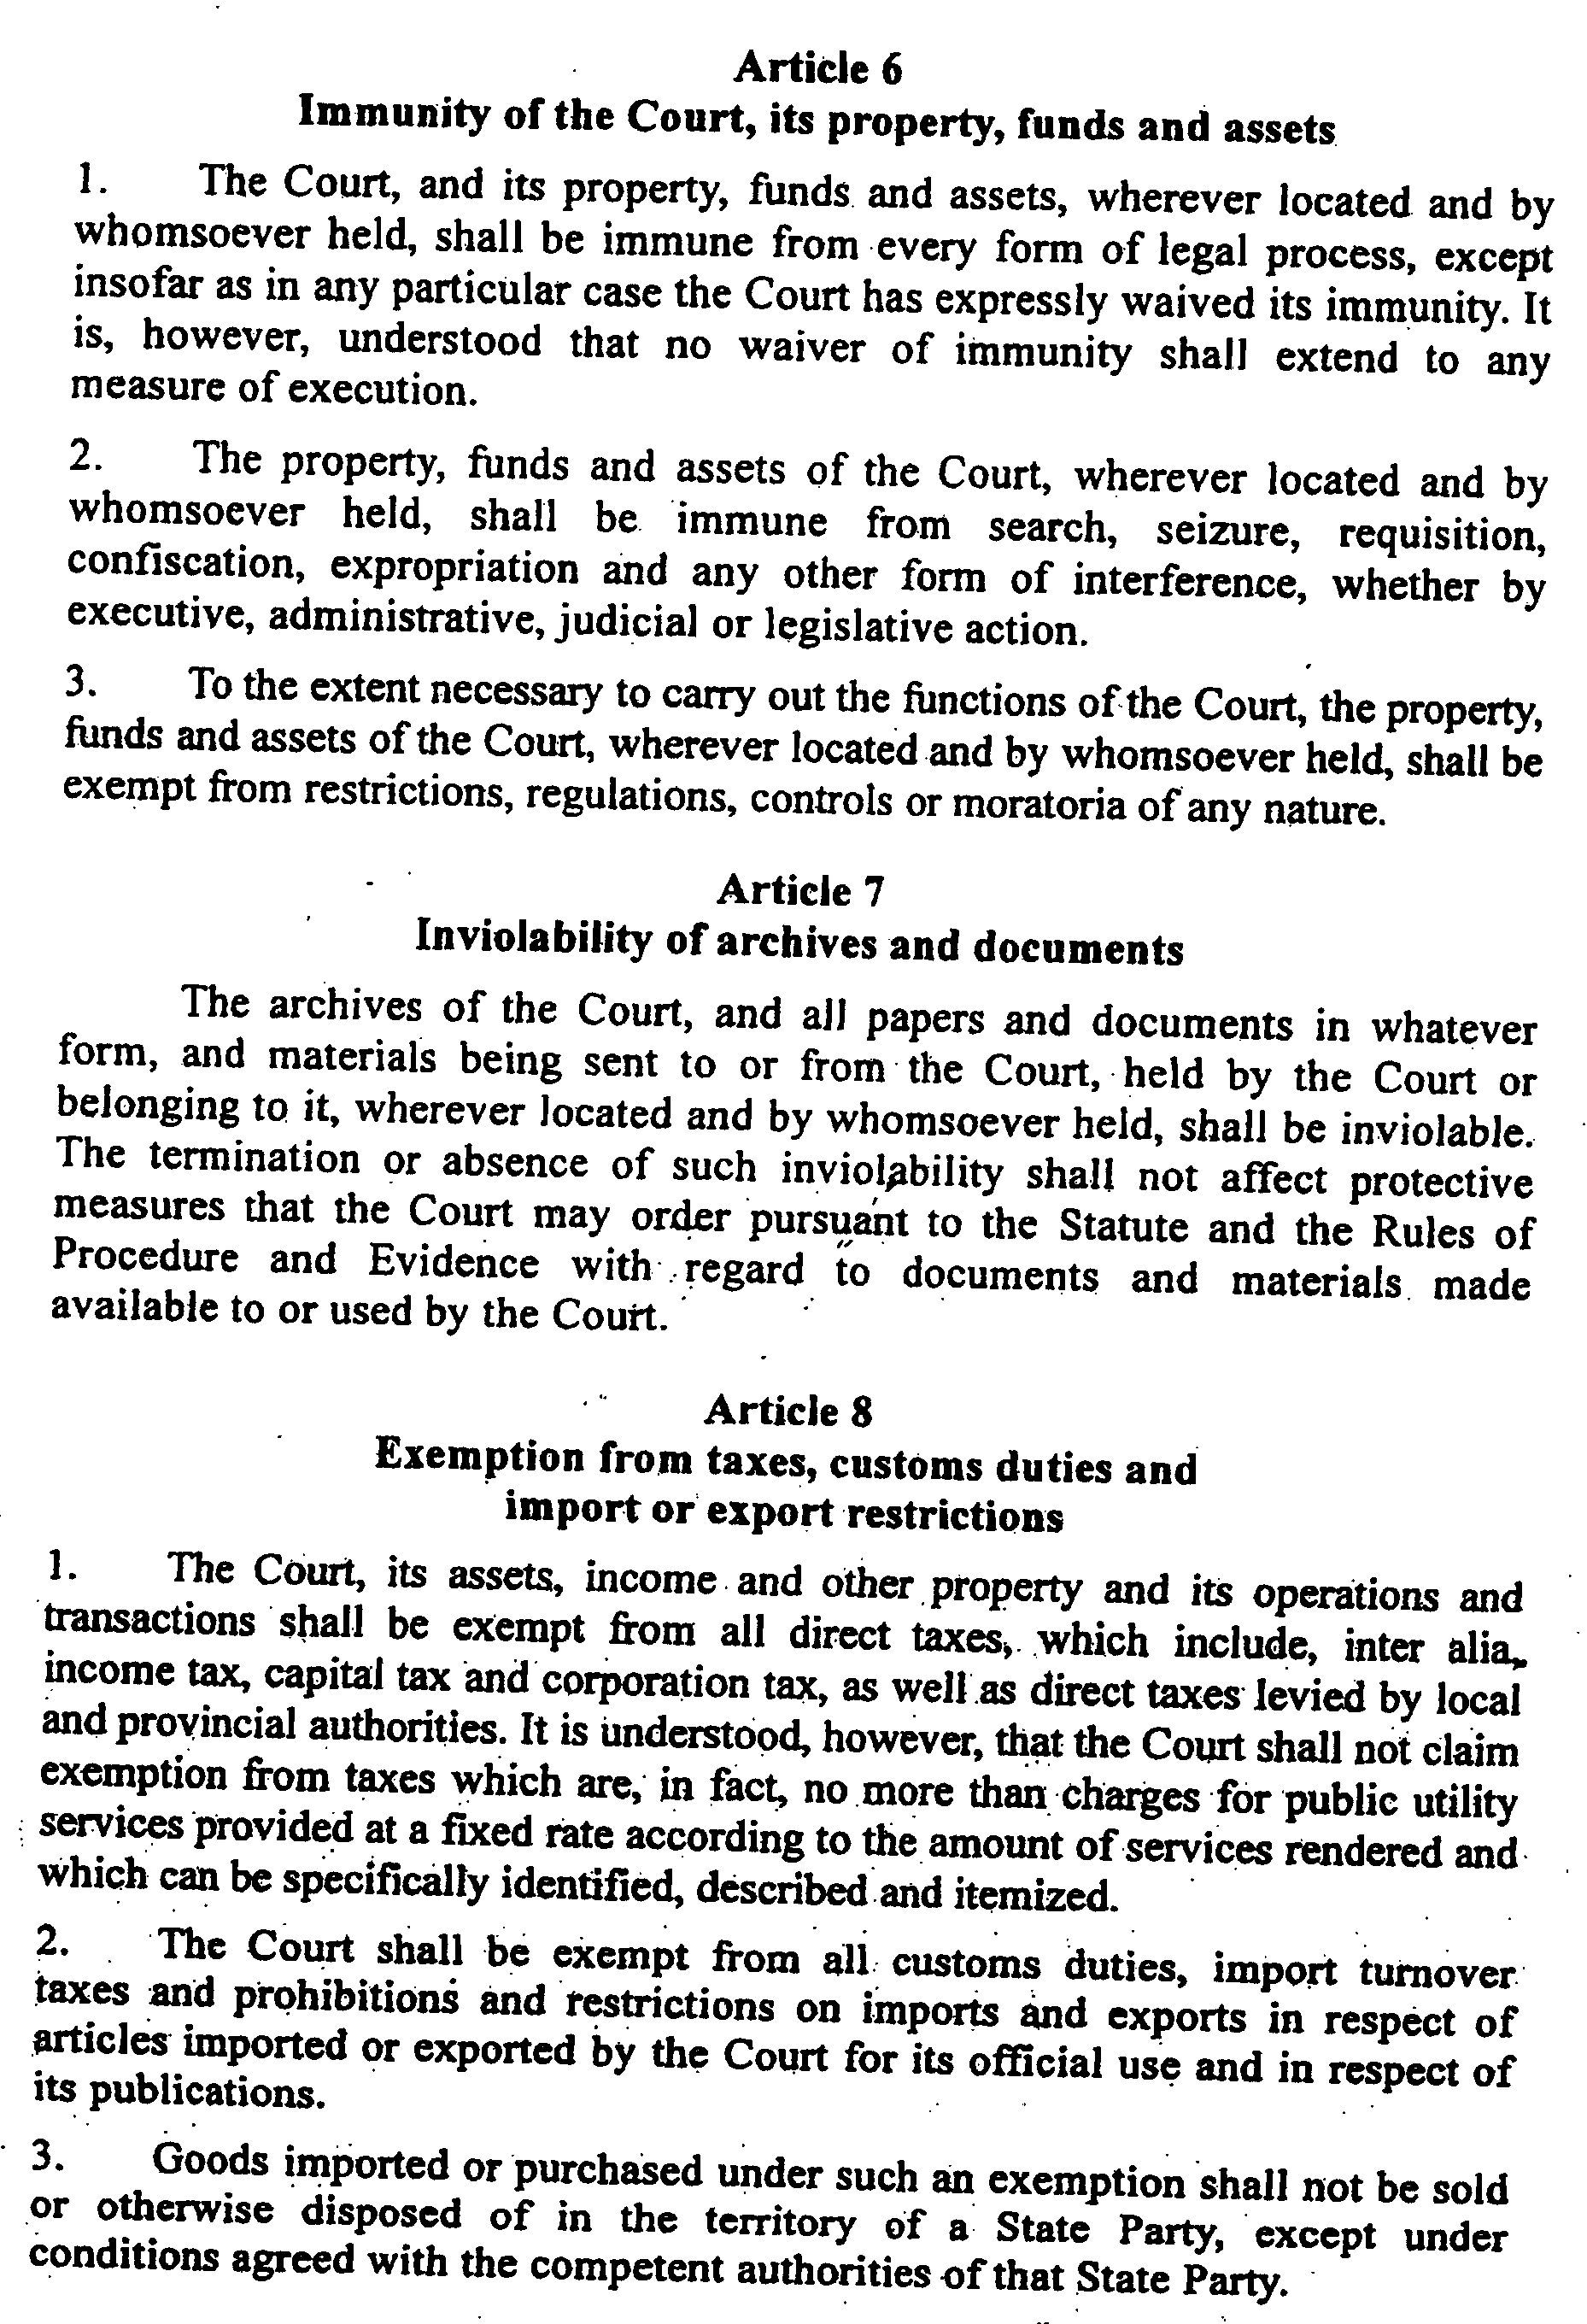 Article 6
Immunity of the Court, its property, funds and assets
1. The Court, and its property, funds and assets, wherever located and by
whomsoever held, shall be immune from every form of legal process, except
insofar as in any particular case the Court has expressly waived its immunity. It
is, however, understood that no waiver of immunity shall extend to any
measure of execution.
2. The property, funds and assets of the Court, wherever located and by
whomsoever held, shall be immune from search, seizure, requisition,
confiscation, expropriation and any other form of interference, whether by
executive, administrative, judicial or legislative action.
3. To the extent necessary to carry out the functions of the Court, the property,
funds and assets of the Court, wherever located and by whomsoever held, shall be
exempt from restrictions, regulations, controls or moratoria of any nature.
Article 7
Inviolability of archives and documents
The archives of the Court, and all papers and documents in whatever
form, and materials being sent to or from the Court, held by the Court or
belonging to it, wherever located and by whomsoever held, shall be inviolable.
The termination or absence of such inviolability shall not affect protective
measures that the Court may order pursuant to the Statute and the Rules of
Procedure and Evidence with regard to documents and materials made
available to or used by the Court.
Article 8
Exemption from taxes, customs duties and
import or export restrictions
1. The Court, its assets, income and other property and its operations and
transactions shall be exempt from all direct taxes, which include, inter alia,
income tax, capital tax and corporation tax, as well as direct taxes levied by local
and provincial authorities. It is understood, however, that the Court shall not claim
exemption from taxes which are, in fact, no more than charges for public utility
services provided at a fixed rate according to the amount of services rendered and
which can be specifically identified, described and itemized.
2. The Court shall be exempt from all customs duties, import turnover
taxes and prohibitions and restrictions on imports and exports in respect of
articles imported or exported by the Court for its official use and in respect of
its publications.
3. Goods imported or purchased under such an exemption shall not be sold
or otherwise disposed of in the territory of a State Party, except under
conditions agreed with the competent authorities of that State Party.